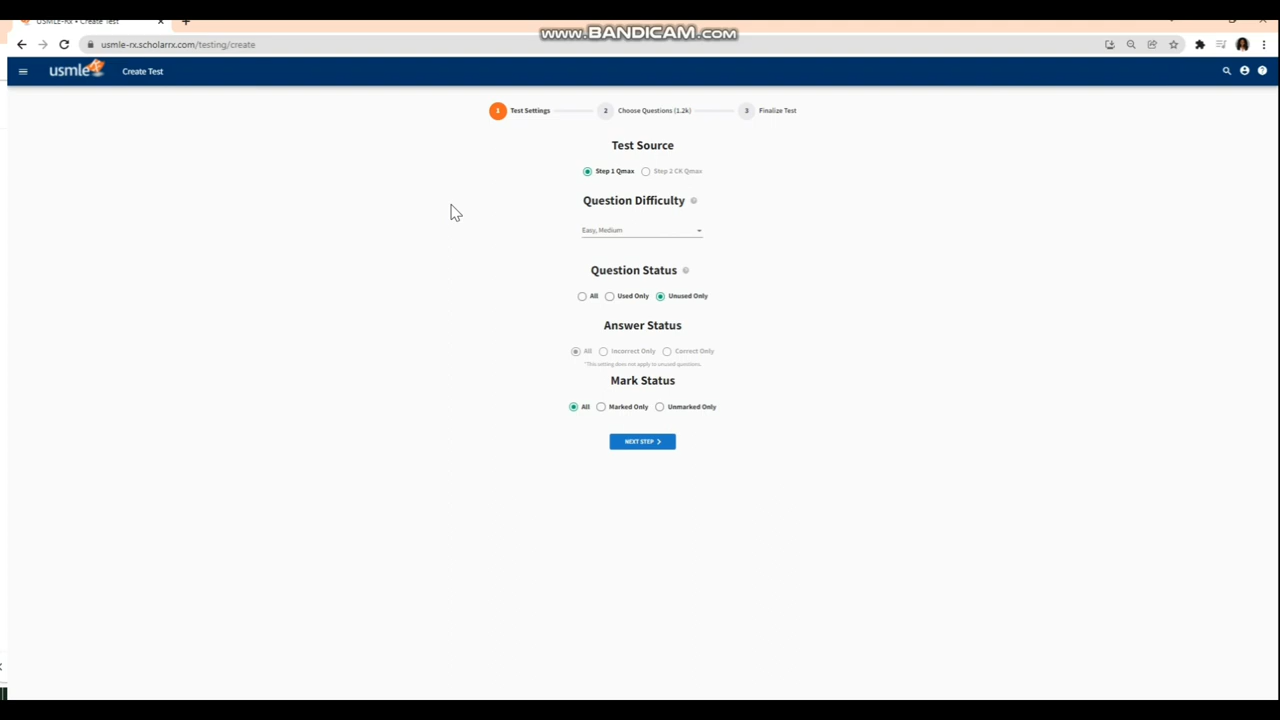 USMLE-Rx • Create Test
www.BANDICAM.com
usmle-rx.scholarrx.com/testing/create
usmle Create Test
1 Test Settings 2 Choose Questions (1.2k) 3 Finalize Test
Test Source
Step 1 Qmax Step 2 CK Qmax
Question Difficulty
Easy, Medium
Question Status
All Used Only Unused Only
Answer Status
All Incorrect Only Correct Only
*This setting does not apply to unused questions.
Mark Status
All Marked Only Unmarked Only
NEXT STEP